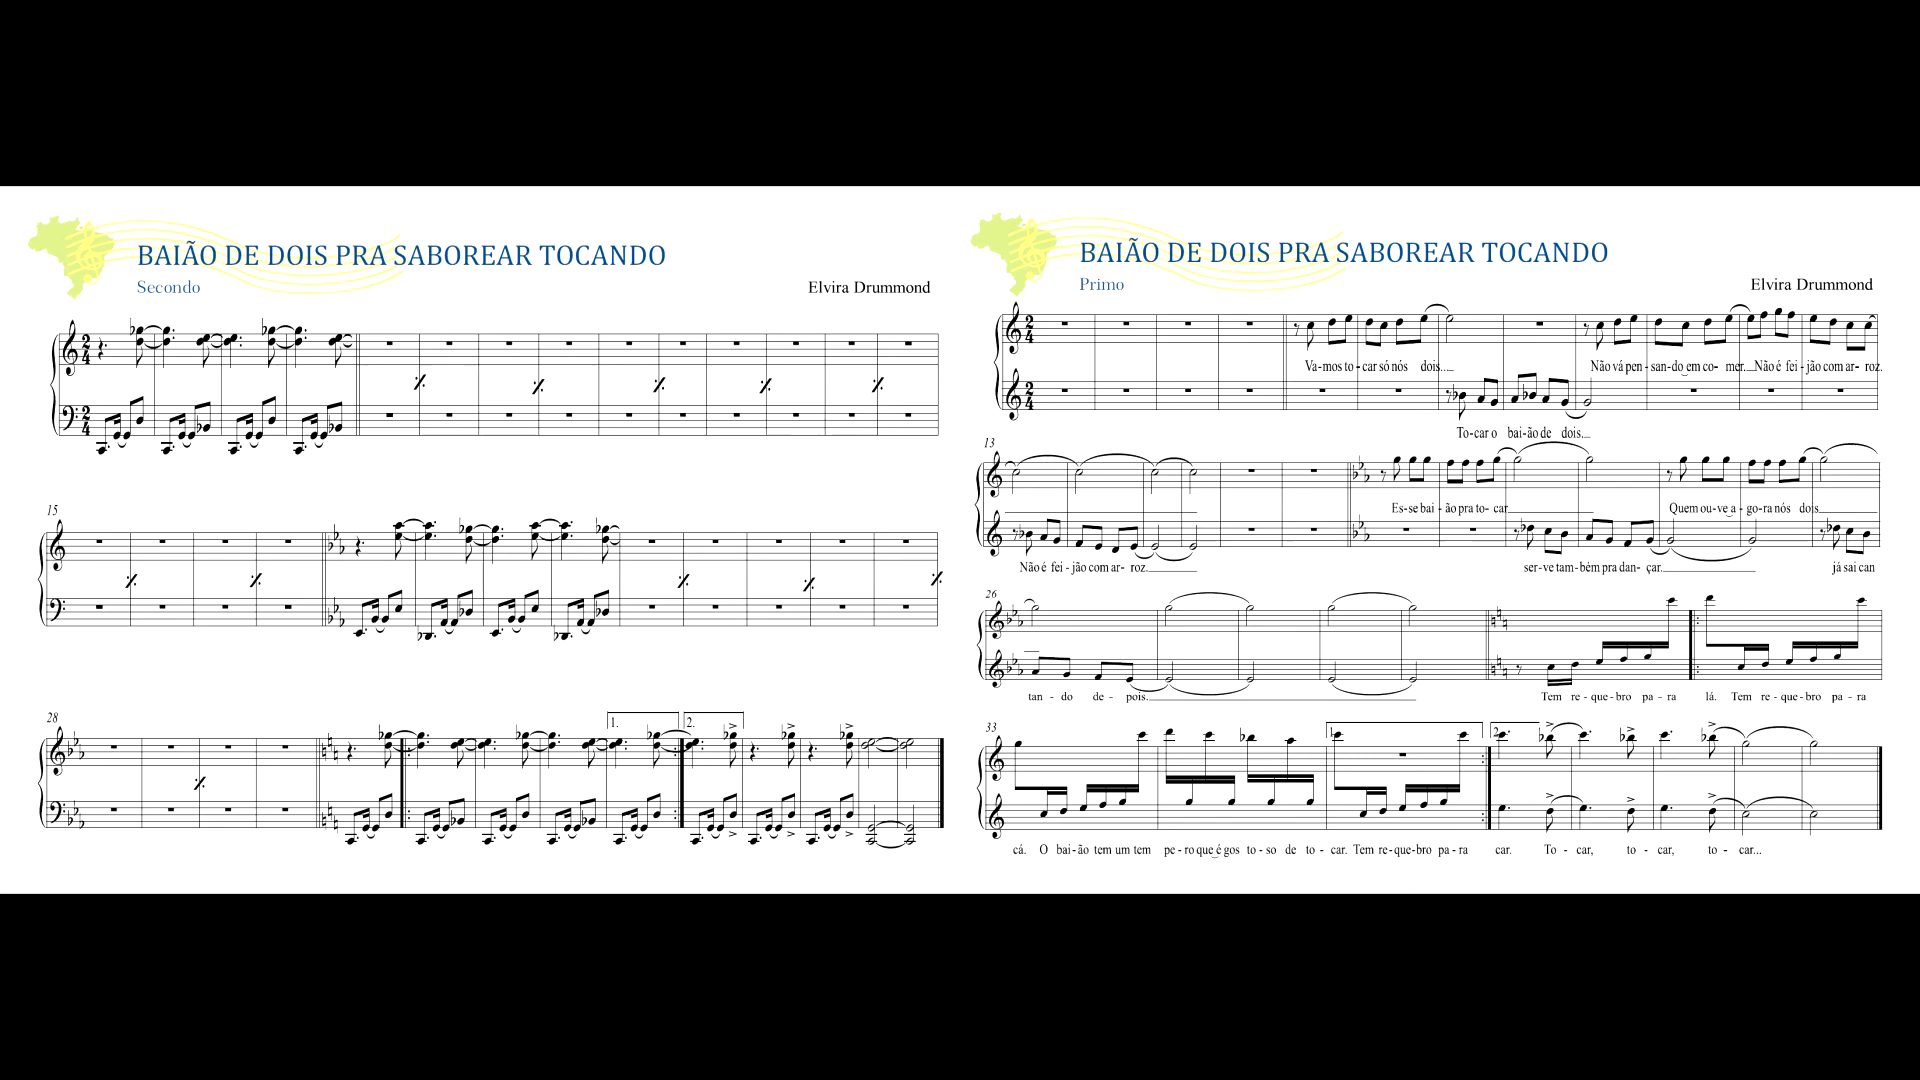 BAIÃO DE DOIS PRA SABOREAR TOCANDO
Secondo
Elvira Drummond
15
28
1.
2.
BAIÃO DE DOIS PRA SABOREAR TOCANDO
Primo
Elvira Drummond
Va-mos to-car só nós dois.... Não vá pen-san-do em co-mer. Não é fei-jão com ar-roz.
To-car o bai-ão de dois.
13
Es-se bai-ão pra to-car Quem ou-ve a-go-ra nós dois
Não é fei-jão com ar-roz. ser-ve tam-bém pra dan-çar. já sai can
26
tan-do de-pois. Tem re-que-bro pa-ra lá. Tem re-que-bro pa-ra
33
1.
2.
cá. O bai-ão tem um tem pe-ro que é gos to-so de to-car. Tem re-que-bro pa-ra car. To-car, to-car, to-car...